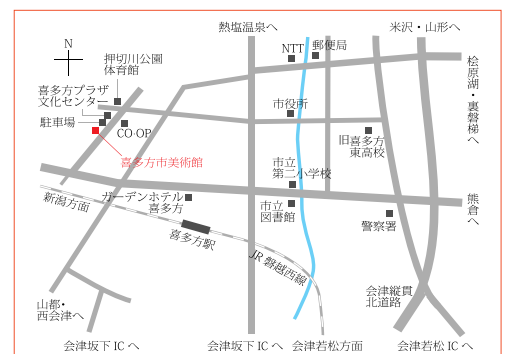 熱塩温泉へ
米沢・山形へ
N
NTT
郵便局
押切川公園
体育館
桧原湖・裏磐梯へ
喜多方プラザ
文化センター
市役所
駐車場
CO·OP
旧喜多方
東高校
喜多方市美術館
市立
第二小学校
ガーデンホテル
喜多方
新潟方面
市立
図書館
熊倉へ
警察署
喜多方駅
JR磐越西線
会津縦貫
北道路
山都・
西会津へ
会津坂下 IC へ
会津坂下 IC へ
会津若松方面
会津若松 IC へ